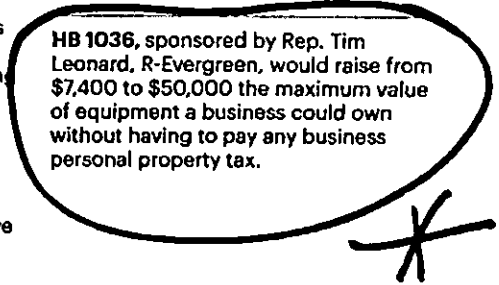 HB 1036, sponsored by Rep. Tim
Leonard, R-Evergreen, would raise from
$7,400 to $50,000 the maximum value
of equipment a business could own
without having to pay any business
personal property tax.